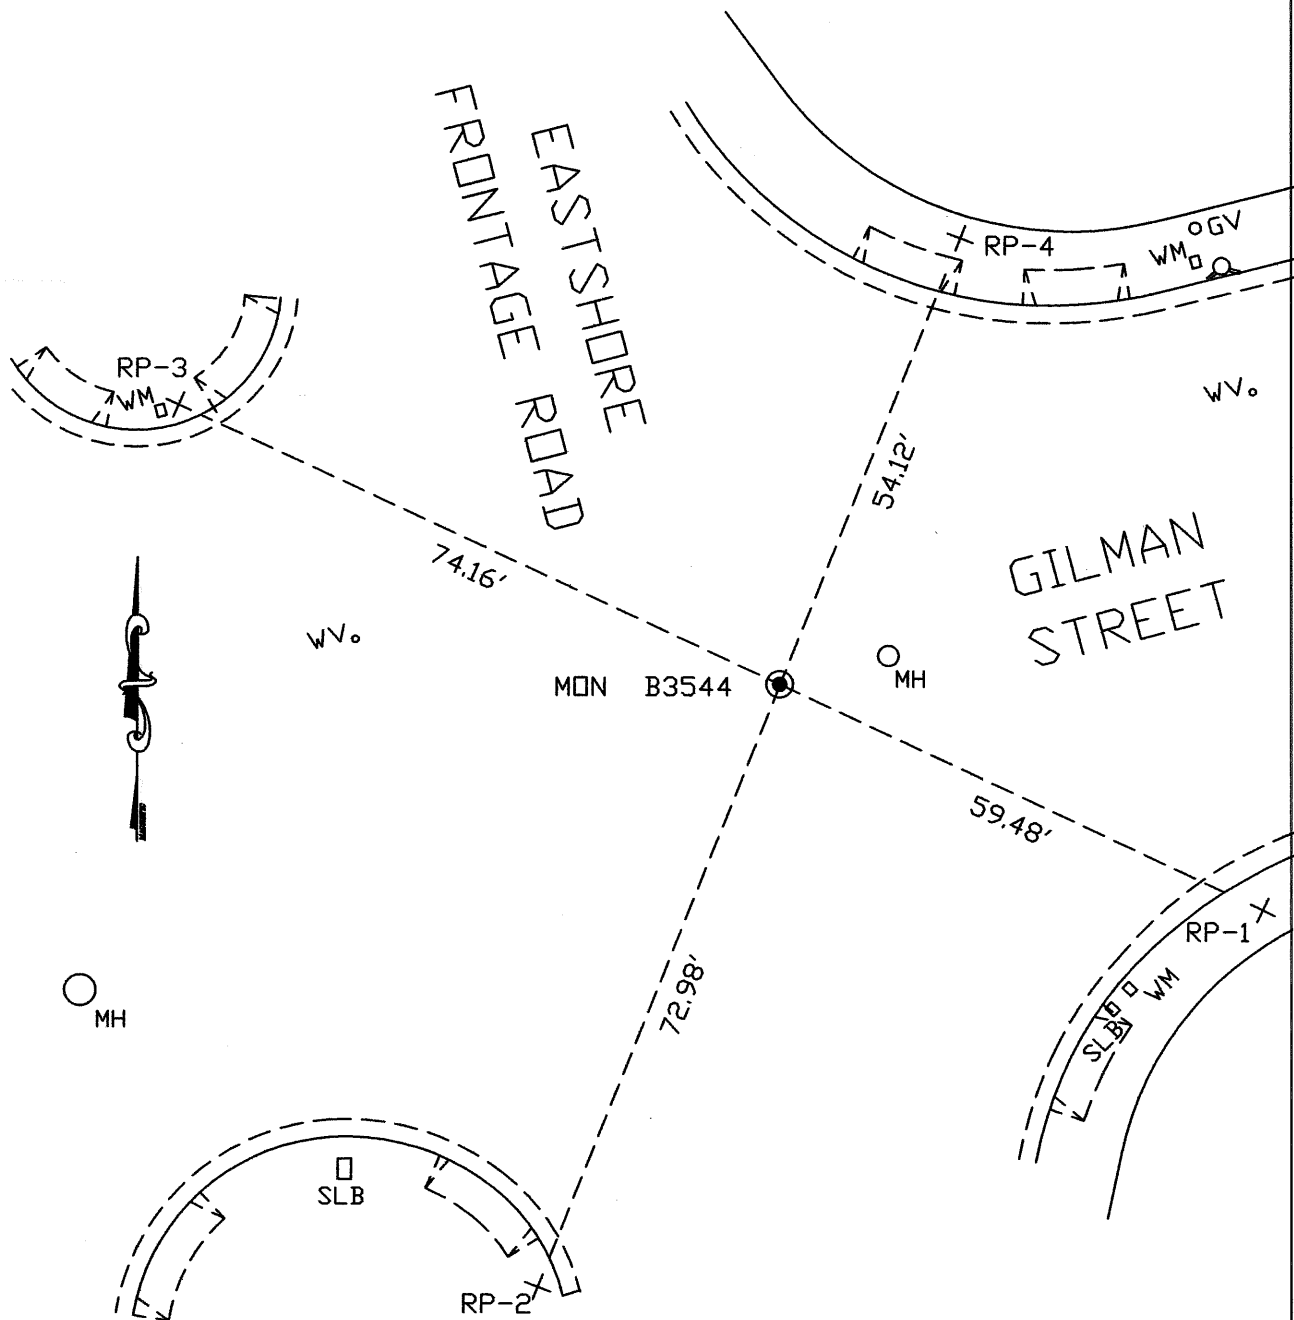 FRONTAGE ROAD
EASTSHORE
RP-4
GV
WM
RP-3
WM
WV
54.12'
GILMAN
STREET
74.16'
WV
MON B3544
MH
59.48'
RP-1
72.98'
WM
MH
SLB
SLB
RP-2